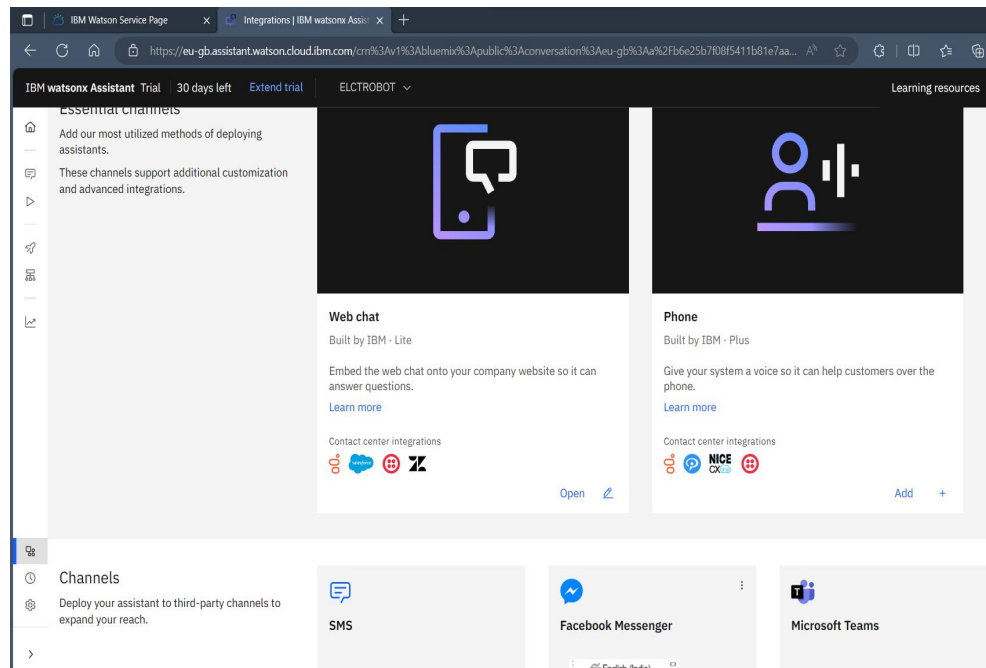 IBM Watson Service Page
Integrations | IBM watsonx Assist
https://eu-gb.assistant.watson.cloud.ibm.com/crn%3Av1%3Abluemix%3Apublic%3Aconversation%3Aeu-gb%3Aa%2Fb6e25b7f08f5411b81e7aa...
IBM watsonx Assistant Trial 30 days left Extend trial ELCTROBOT Learning resources
Essential channels
Add our most utilized methods of deploying
assistants.
These channels support additional customization
and advanced integrations.
Web chat
Built by IBM · Lite
Embed the web chat onto your company website so it can
answer questions.
Learn more
Contact center integrations
salesforce
Open
Phone
Built by IBM · Plus
Give your system a voice so it can help customers over the
phone.
Learn more
Contact center integrations
NICE
CX
Add +
Channels
Deploy your assistant to third-party channels to
expand your reach.
SMS
Facebook Messenger
Microsoft Teams
English (India)